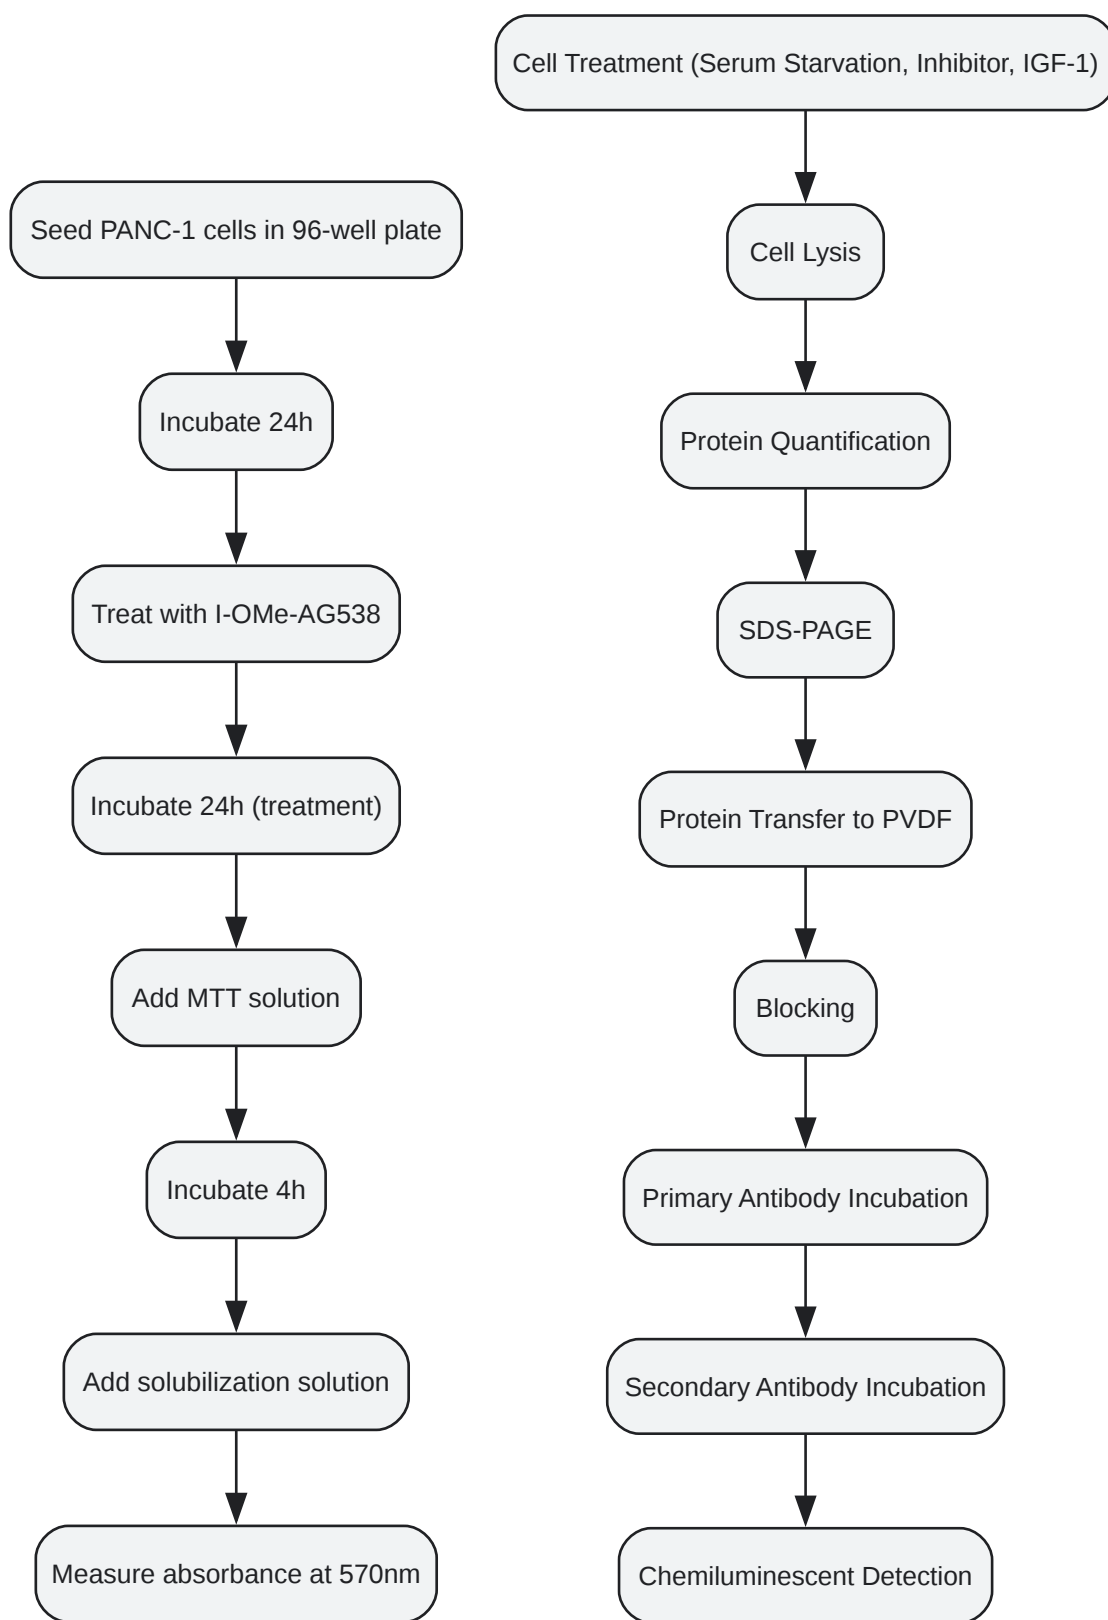 Seed PANC-1 cells in 96-well plate
Incubate 24h
Treat with I-OMe-AG538
Incubate 24h (treatment)
Add MTT solution
Incubate 4h
Add solubilization solution
Measure absorbance at 570nm
Cell Treatment (Serum Starvation, Inhibitor, IGF-1)
Cell Lysis
Protein Quantification
SDS-PAGE
Protein Transfer to PVDF
Blocking
Primary Antibody Incubation
Secondary Antibody Incubation
Chemiluminescent Detection